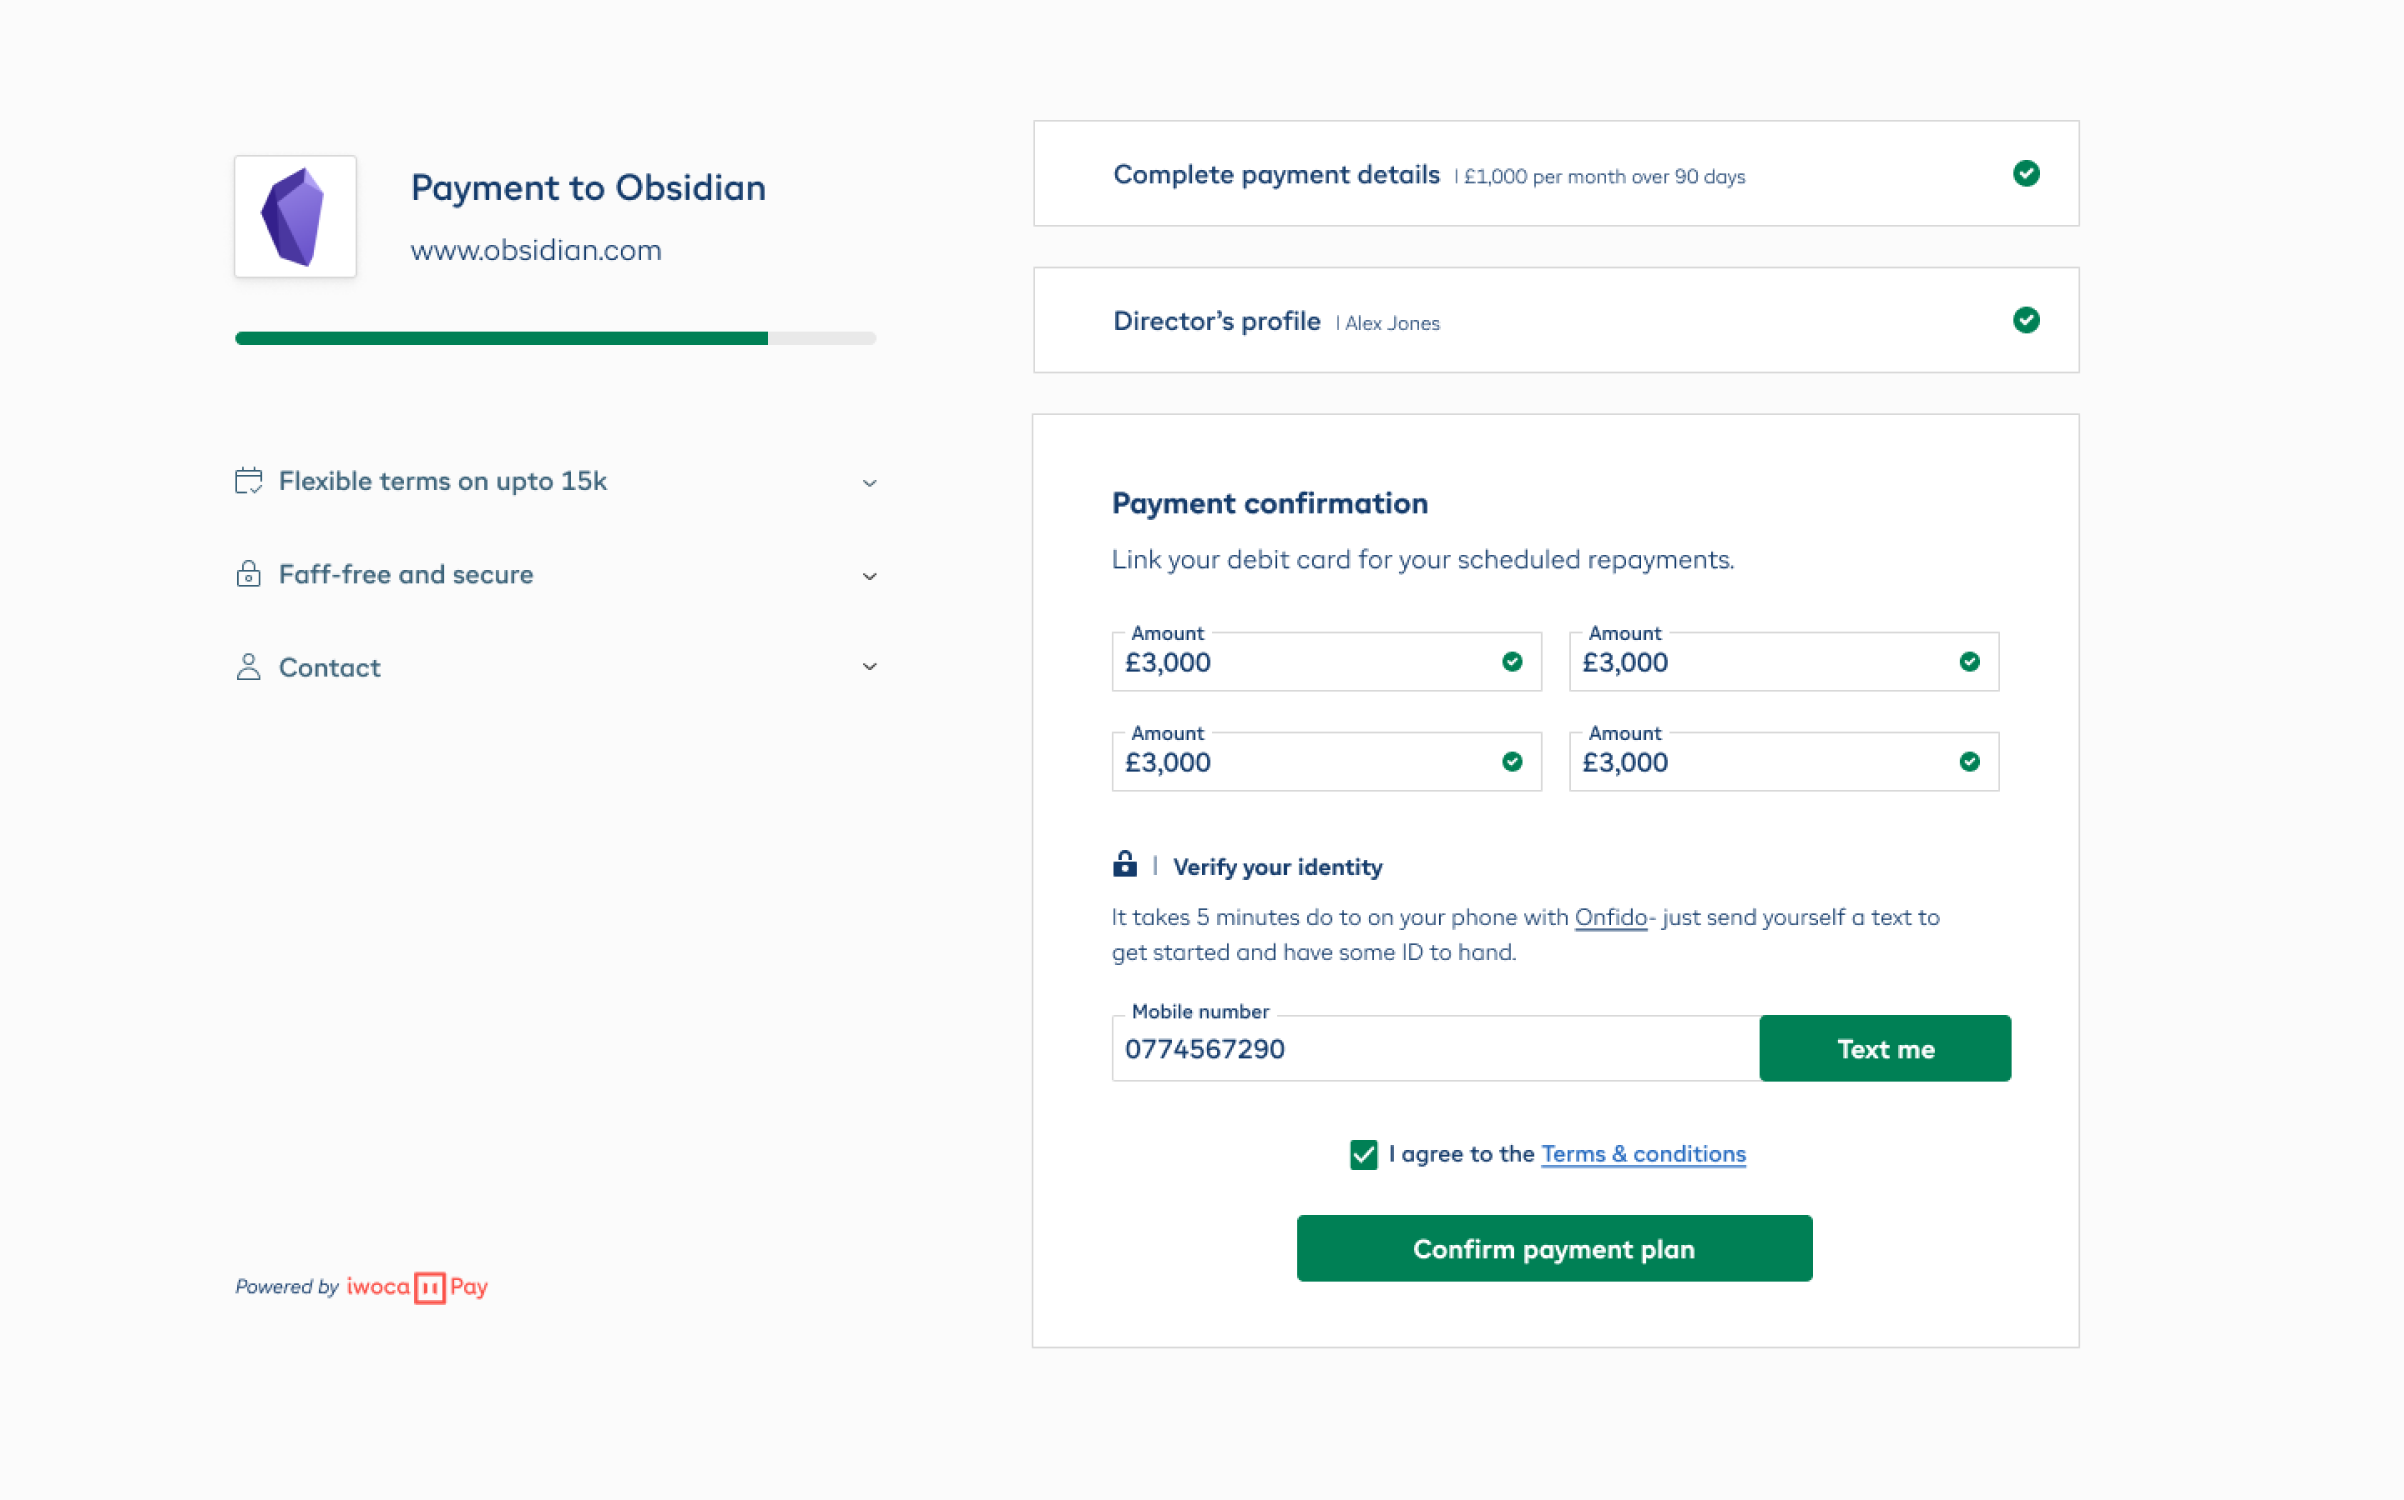 Payment to Obsidian
www.obsidian.com
Flexible terms on upto 15k
Faff-free and secure
Contact
Powered by iwoca Pay
Complete payment details | £1,000 per month over 90 days
Director's profile | Alex Jones
Payment confirmation
Link your debit card for your scheduled repayments.
Amount
£3,000
Amount
£3,000
Amount
£3,000
Amount
£3,000
| Verify your identity
It takes 5 minutes do to on your phone with Onfido- just send yourself a text to
get started and have some ID to hand.
Mobile number
0774567290
Text me
I agree to the Terms & conditions
Confirm payment plan